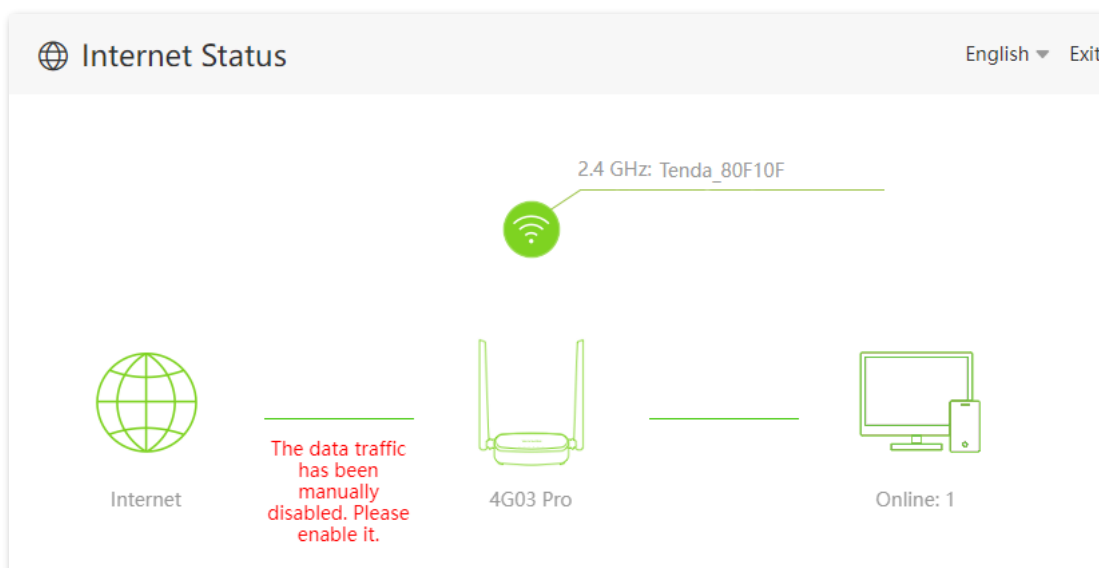 Internet Status
English
Exit
2.4 GHz: Tenda_80F10F
The data traffic
has been
manually
disabled. Please
enable it.
Internet
4G03 Pro
Online: 1